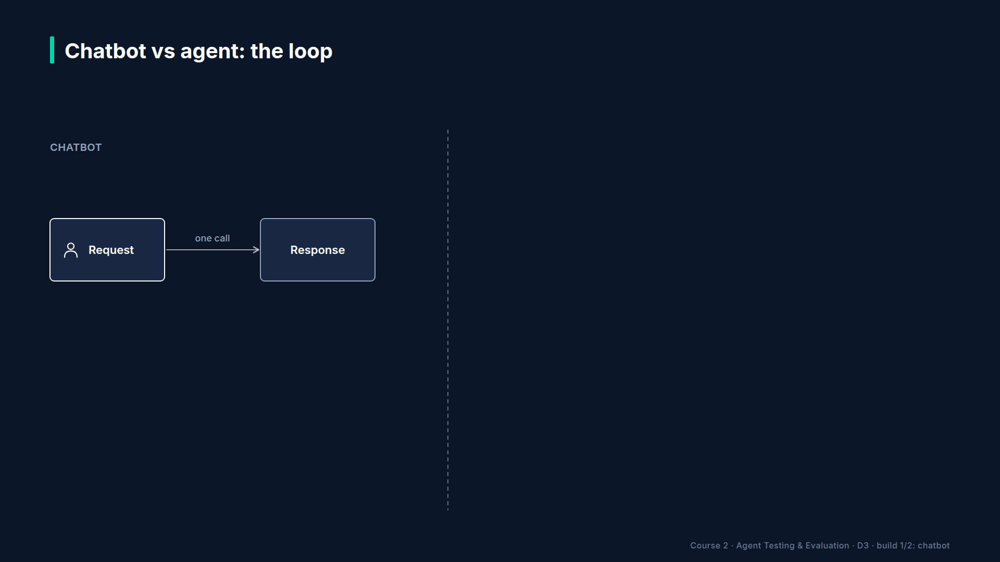 Chatbot vs agent: the loop
CHATBOT
Request
one call
Response
Course 2 · Agent Testing & Evaluation · D3 · build 1/2: chatbot